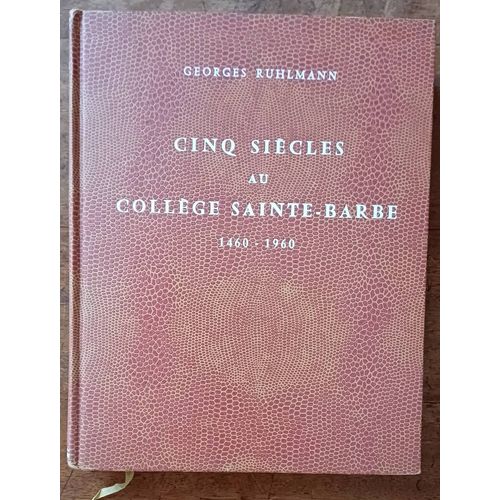 GEORGES RUHLMANN
CINQ SIÈCLES
AU
COLLÈGE SAINTE-BARBE
1460 - 1960